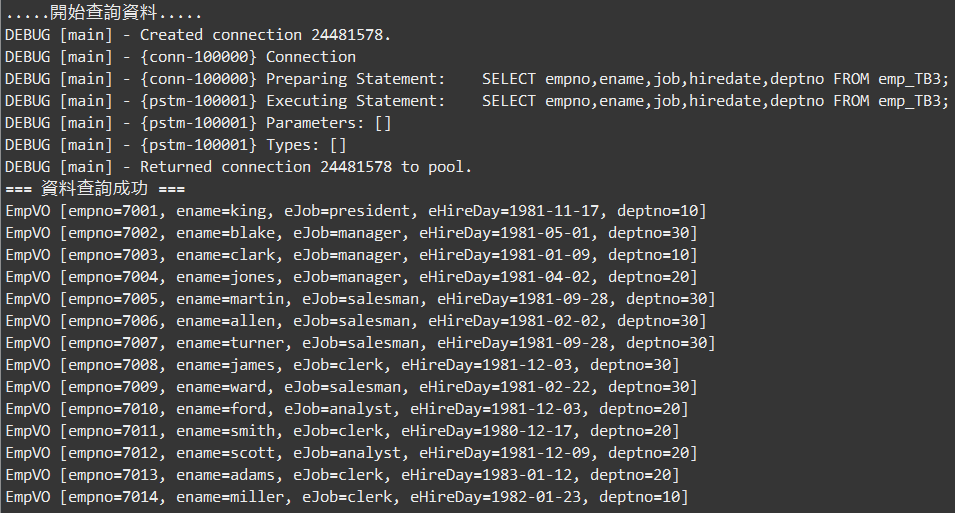 .....開始查詢資料.....
DEBUG [main] - Created connection 24481578.
DEBUG [main] - {conn-100000} Connection
DEBUG [main] - {conn-100000} Preparing Statement:    SELECT empno,ename,job,hiredate,deptno FROM emp_TB3;
DEBUG [main] - {pstm-100001} Executing Statement:    SELECT empno,ename,job,hiredate,deptno FROM emp_TB3;
DEBUG [main] - {pstm-100001} Parameters: []
DEBUG [main] - {pstm-100001} Types: []
DEBUG [main] - Returned connection 24481578 to pool.
=== 資料查詢成功 ===
EmpVO [empno=7001, ename=king, eJob=president, eHireDay=1981-11-17, deptno=10]
EmpVO [empno=7002, ename=blake, eJob=manager, eHireDay=1981-05-01, deptno=30]
EmpVO [empno=7003, ename=clark, eJob=manager, eHireDay=1981-01-09, deptno=10]
EmpVO [empno=7004, ename=jones, eJob=manager, eHireDay=1981-04-02, deptno=20]
EmpVO [empno=7005, ename=martin, eJob=salesman, eHireDay=1981-09-28, deptno=30]
EmpVO [empno=7006, ename=allen, eJob=salesman, eHireDay=1981-02-02, deptno=30]
EmpVO [empno=7007, ename=turner, eJob=salesman, eHireDay=1981-09-28, deptno=30]
EmpVO [empno=7008, ename=james, eJob=clerk, eHireDay=1981-12-03, deptno=30]
EmpVO [empno=7009, ename=ward, eJob=salesman, eHireDay=1981-02-22, deptno=30]
EmpVO [empno=7010, ename=ford, eJob=analyst, eHireDay=1981-12-03, deptno=20]
EmpVO [empno=7011, ename=smith, eJob=clerk, eHireDay=1980-12-17, deptno=20]
EmpVO [empno=7012, ename=scott, eJob=analyst, eHireDay=1981-12-09, deptno=20]
EmpVO [empno=7013, ename=adams, eJob=clerk, eHireDay=1983-01-12, deptno=20]
EmpVO [empno=7014, ename=miller, eJob=clerk, eHireDay=1982-01-23, deptno=10]